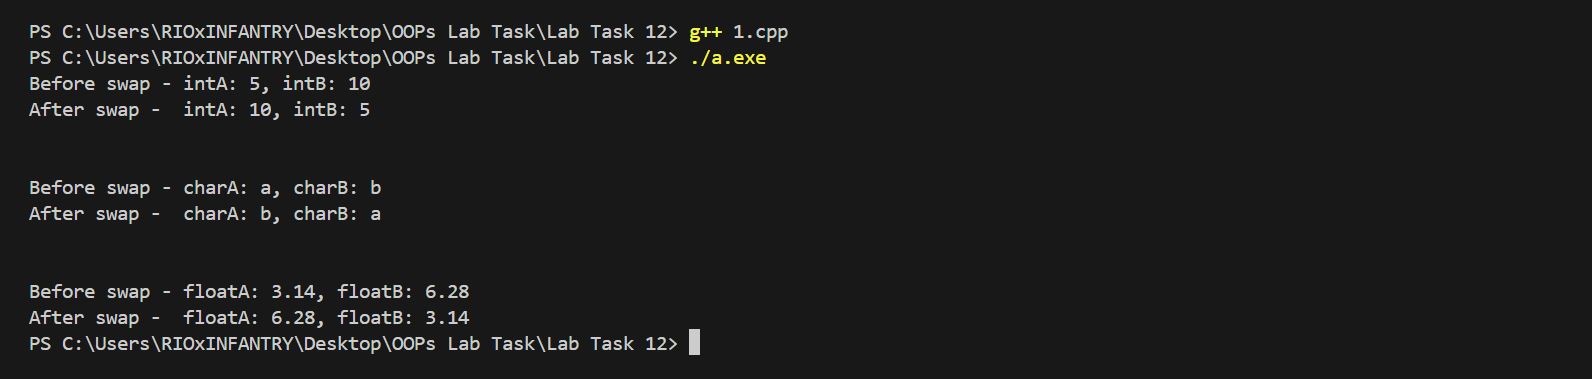 PS C:\Users\RIOxINFANTRY\Desktop\OOPs Lab Task\Lab Task 12> g++ 1.cpp
PS C:\Users\RIOxINFANTRY\Desktop\OOPs Lab Task\Lab Task 12> ./a.exe
Before swap - intA: 5, intB: 10
After swap -  intA: 10, intB: 5
Before swap - charA: a, charB: b
After swap -  charA: b, charB: a
Before swap - floatA: 3.14, floatB: 6.28
After swap -  floatA: 6.28, floatB: 3.14
PS C:\Users\RIOxINFANTRY\Desktop\OOPs Lab Task\Lab Task 12>